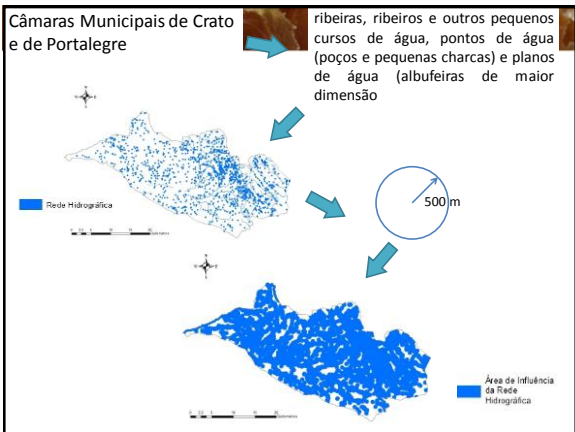 Câmaras Municipais de Crato
e de Portalegre
ribeiras, ribeiros e outros pequenos
cursos de água, pontos de água
(poços e pequenas charcas) e planos
de água (albufeiras de maior
dimensão
Rede Hidrográfica
500 m
Área de Influência
da Rede
Hidrográfica